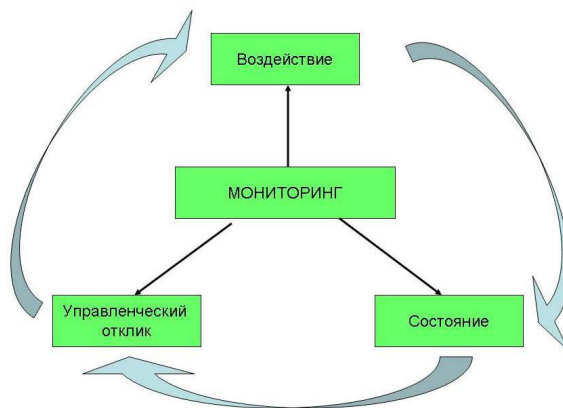 Воздействие
МОНИТОРИНГ
Управленческий
отклик
Состояние